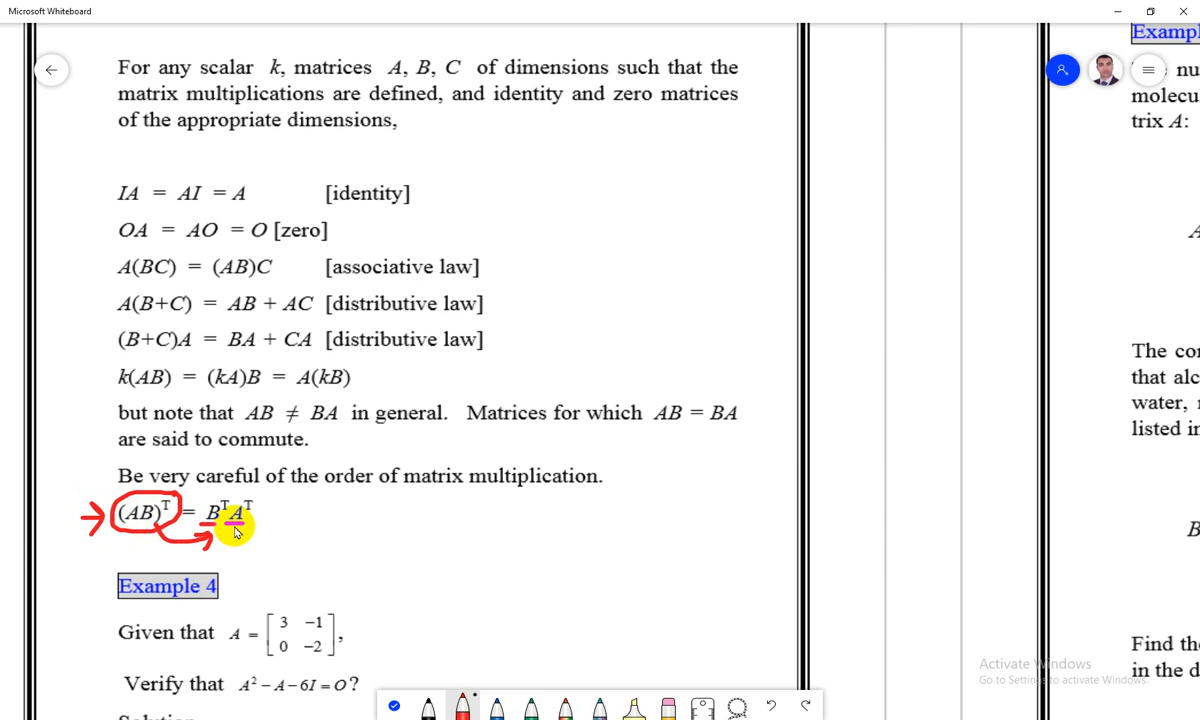 Microsoft Whiteboard
For any scalar k, matrices A, B, C of dimensions such that the
matrix multiplications are defined, and identity and zero matrices
of the appropriate dimensions,
IA = AI = A [identity]
OA = AO = O [zero]
A(BC) = (AB)C [associative law]
A(B+C) = AB + AC [distributive law]
(B+C)A = BA + CA [distributive law]
k(AB) = (kA)B = A(kB)
but note that AB ≠ BA in general. Matrices for which AB = BA
are said to commute.
Be very careful of the order of matrix multiplication.
(AB)ᵀ = BᵀAᵀ
Example 4
Given that A = [3 −1
0 −2],
Verify that A² − A − 6I = O?
Exampl
nu
molecu
trix A:
A
The co
that alc
water,
listed in
B
Find th
in the d
Activate Windows
Go to Settings to activate Windows.